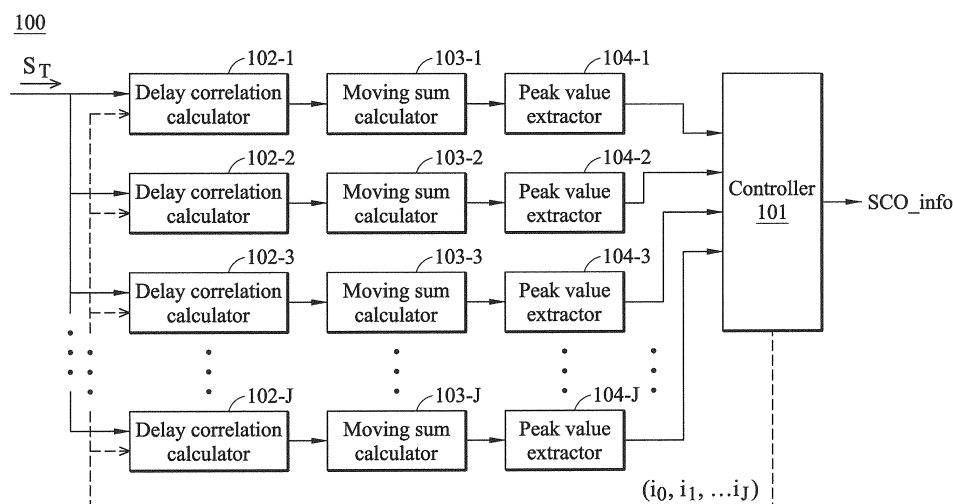 100
S_T
102-1
103-1
104-1
Delay correlation
calculator
Moving sum
calculator
Peak value
extractor
102-2
103-2
104-2
Delay correlation
calculator
Moving sum
calculator
Peak value
extractor
Controller
101
SCO_info
102-3
103-3
104-3
Delay correlation
calculator
Moving sum
calculator
Peak value
extractor
102-J
103-J
104-J
Delay correlation
calculator
Moving sum
calculator
Peak value
extractor
(i₀, i₁, ...i_J)